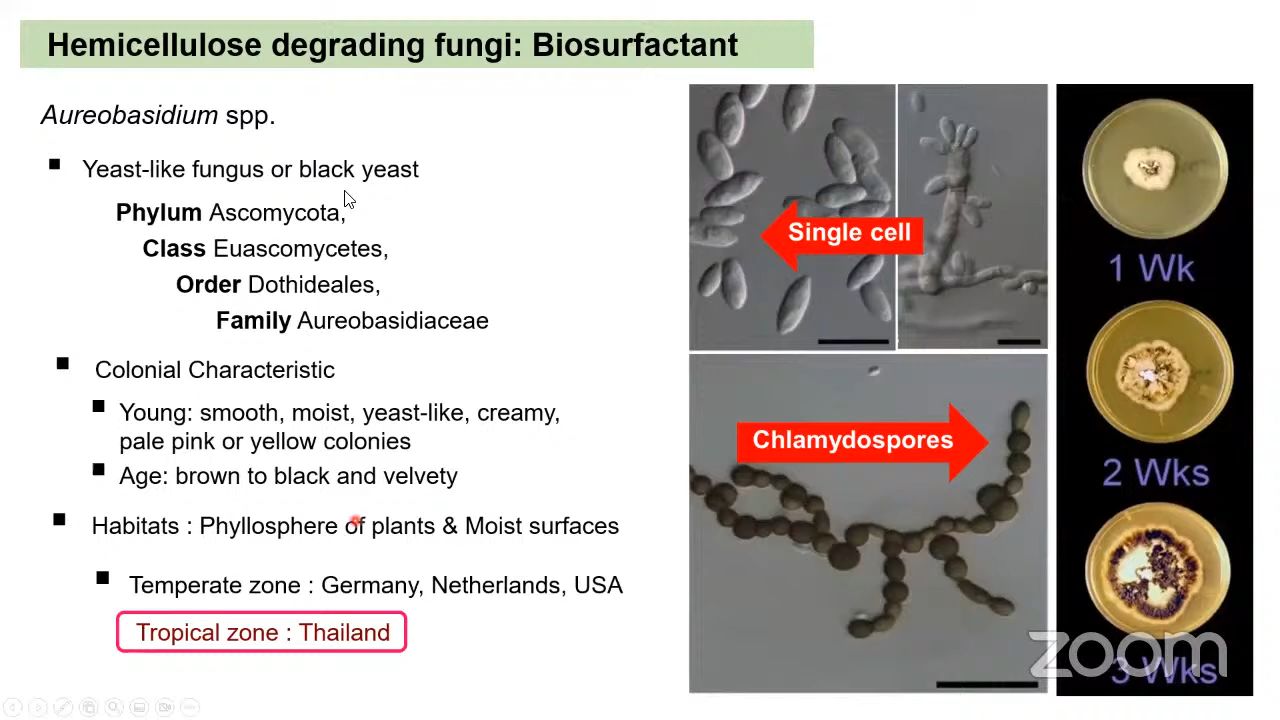 Hemicellulose degrading fungi: Biosurfactant
Aureobasidium spp.
Yeast-like fungus or black yeast
Phylum Ascomycota,
Class Euascomycetes,
Order Dothideales,
Family Aureobasidiaceae
Colonial Characteristic
Young: smooth, moist, yeast-like, creamy,
pale pink or yellow colonies
Age: brown to black and velvety
Habitats : Phyllosphere of plants & Moist surfaces
Temperate zone : Germany, Netherlands, USA
Tropical zone : Thailand
Single cell
Chlamydospores
1 Wk
2 Wks
3 Wks
zoom